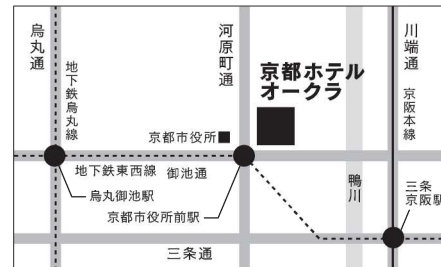 烏丸通
地下鉄烏丸線
河原町通
京都ホテル
オークラ
川端通
京阪本線
京都市役所
地下鉄東西線
御池通
烏丸御池駅
京都市役所前駅
鴨川
三条
京阪駅
三条通